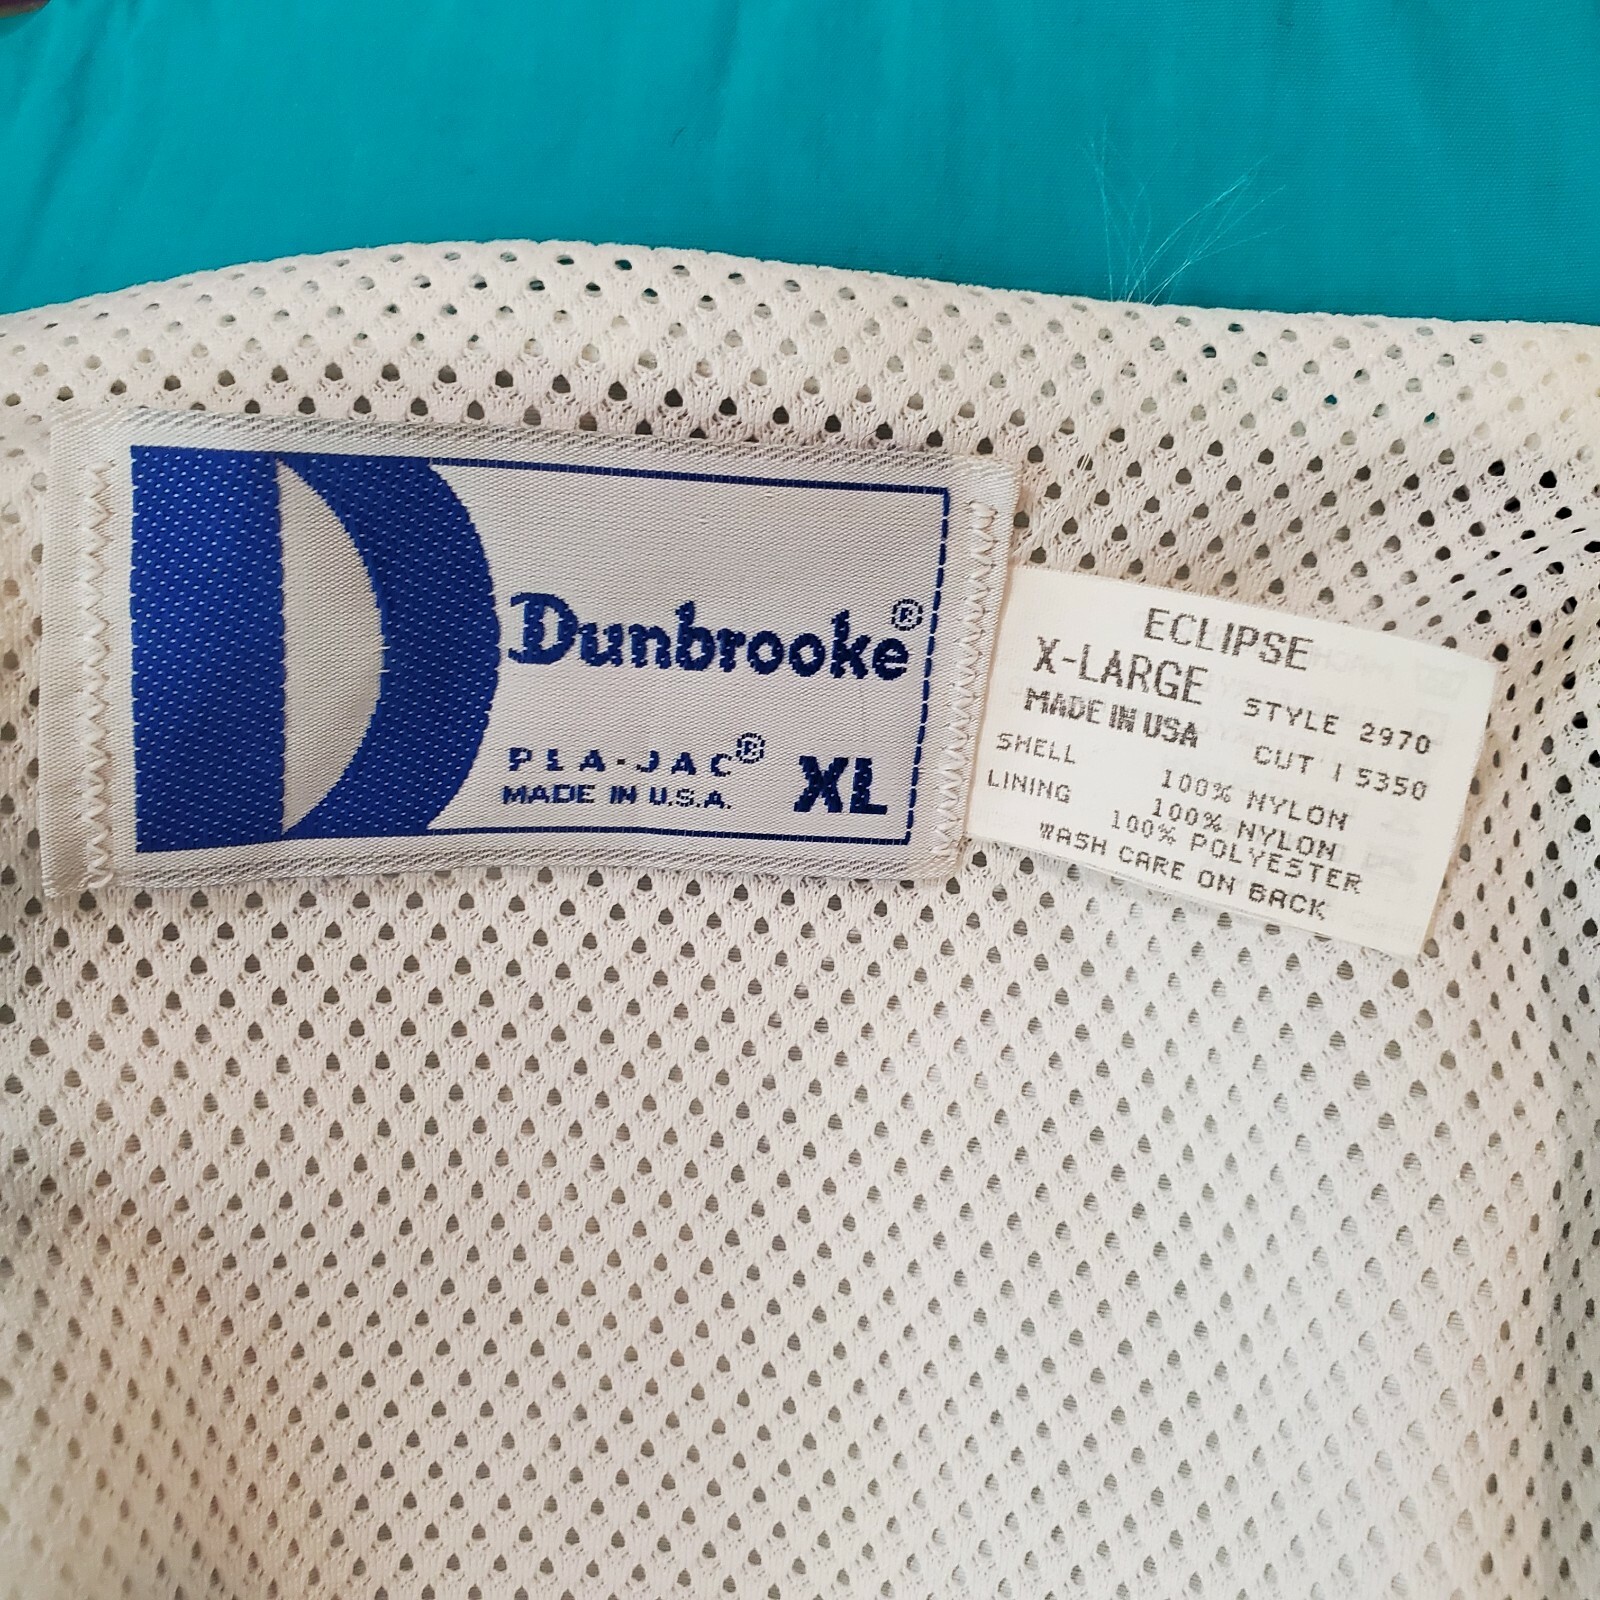 Dunbrooke®
PLA-JAC®
MADE IN U.S.A. XL
ECLIPSE
X-LARGE STYLE 2970
MADE IN USA CUT 15350
SHELL 100% NYLON
LINING 100% NYLON
100% POLYESTER
WASH CARE ON BACK